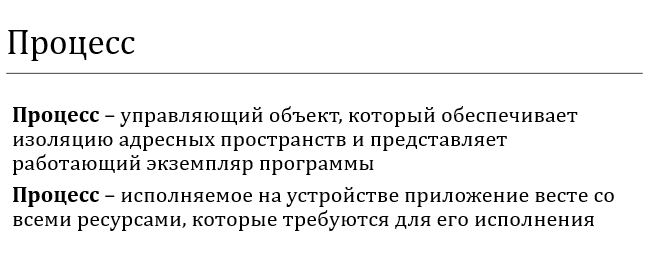 Процесс
Процесс – управляющий объект, который обеспечивает
изоляцию адресных пространств и представляет
работающий экземпляр программы
Процесс – исполняемое на устройстве приложение весте со
всеми ресурсами, которые требуются для его исполнения